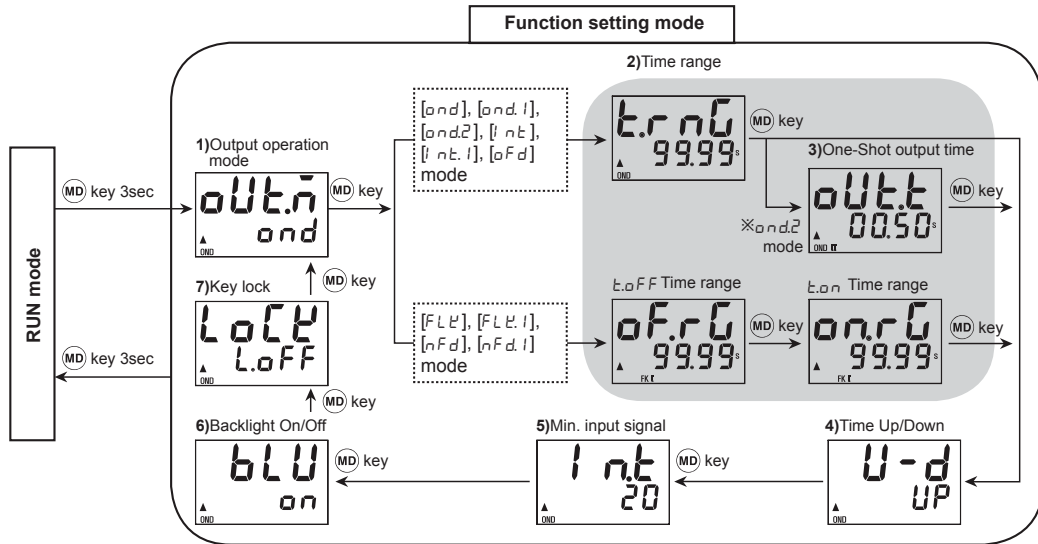 Function setting mode
RUN mode
MD key 3sec
MD key 3sec
1)Output operation
mode
oUt.m
ond
OND
MD key
[ond], [ond.1],
[ond.2], [Int],
[Int.1], [oFd]
mode
2)Time range
t.rnG
99.99s
OND
MD key
3)One-Shot output time
※ond.2
mode
oUt.t
00.50s
OND
MD key
[FLK], [FLK.1],
[nFd], [nFd.1]
mode
t.oFF Time range
oF.rG
99.99s
FK
MD key
t.on Time range
on.rG
99.99s
FK
MD key
4)Time Up/Down
U-d
UP
OND
MD key
5)Min. input signal
In.t
20
OND
MD key
6)Backlight On/Off
bLU
on
OND
MD key
7)Key lock
LoCK
L.oFF
OND
MD key